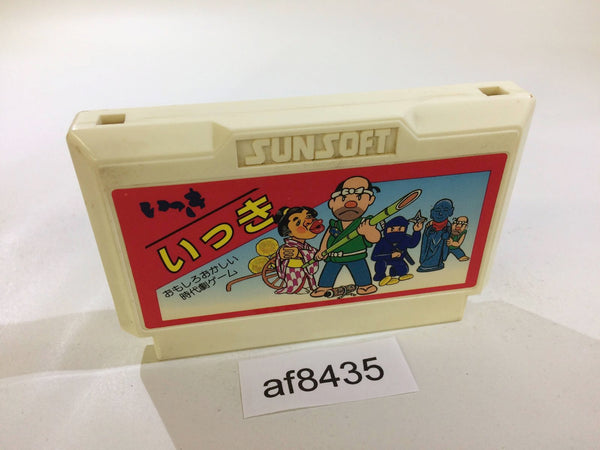 SUNSOFT
いっき
いっき
おもしろおかしい
時代劇ゲーム
af8435